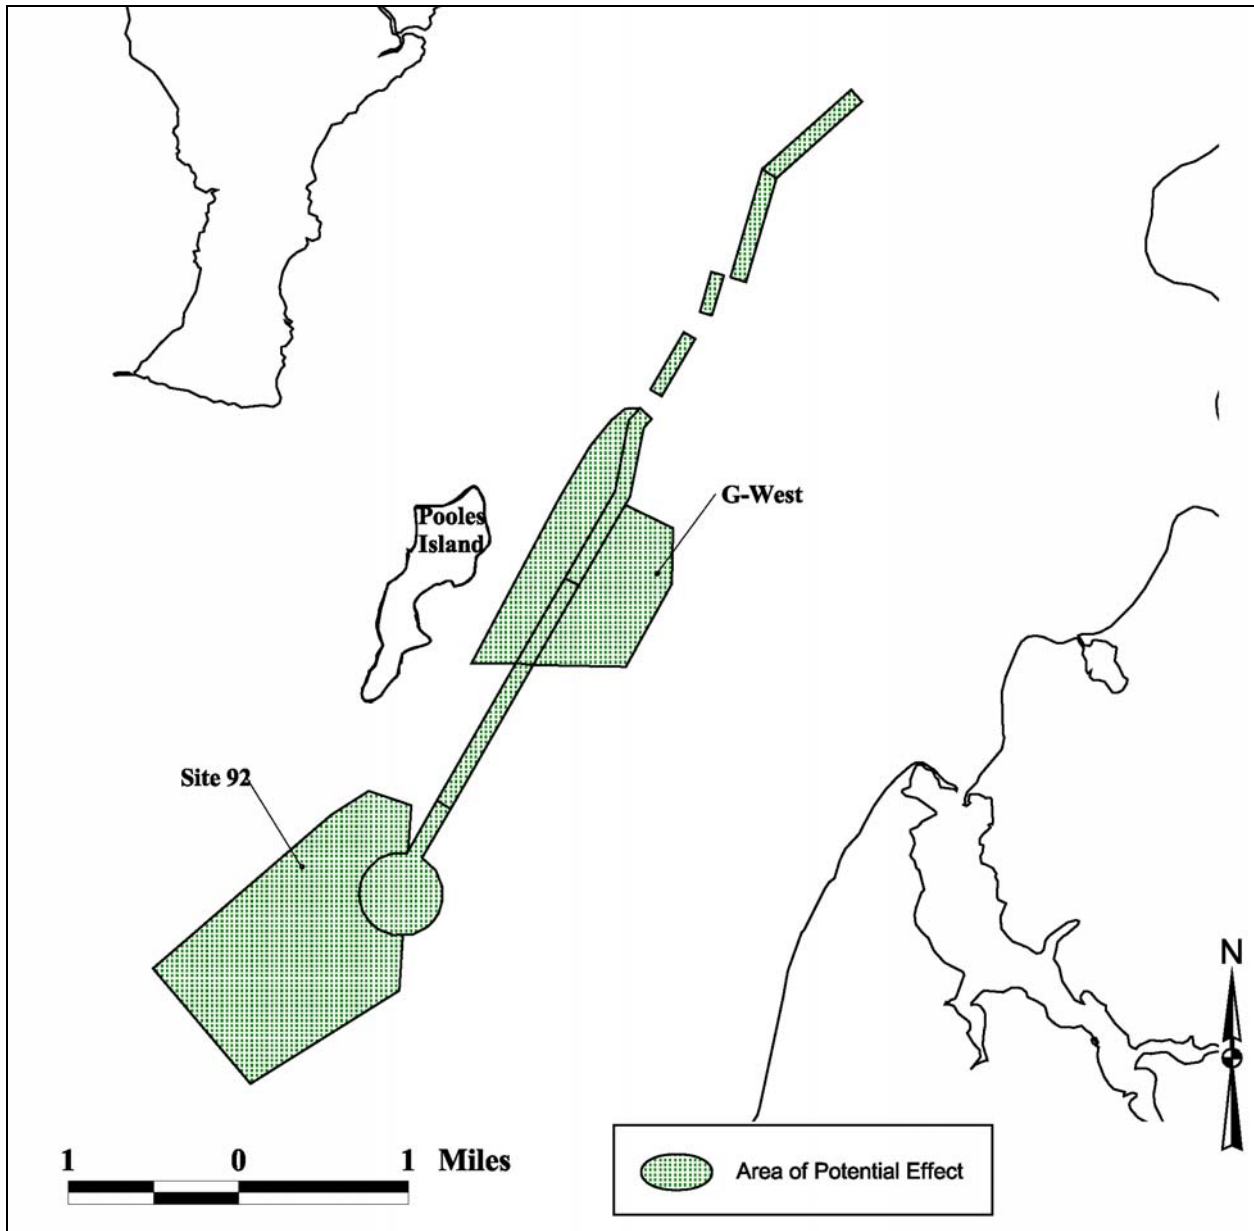 G-West
Pooles
Island
Site 92
N
1 0 1 Miles
Area of Potential Effect